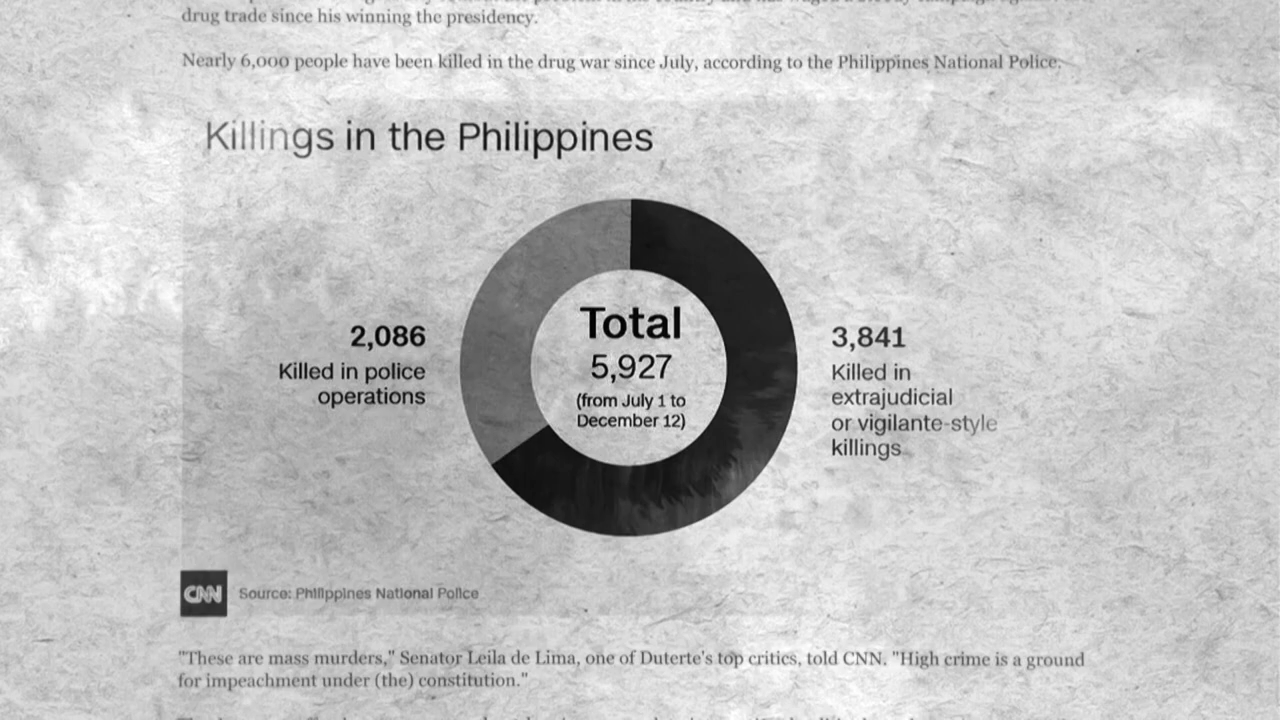 drug trade since his winning the presidency.
Nearly 6,000 people have been killed in the drug war since July, according to the Philippines National Police.
Killings in the Philippines
2,086
Killed in police
operations
Total
5,927
(from July 1 to
December 12)
3,841
Killed in
extrajudicial
or vigilante-style
killings
CNN
Source: Philippines National Police
"These are mass murders," Senator Leila de Lima, one of Duterte's top critics, told CNN. "High crime is a ground
for impeachment under (the) constitution."